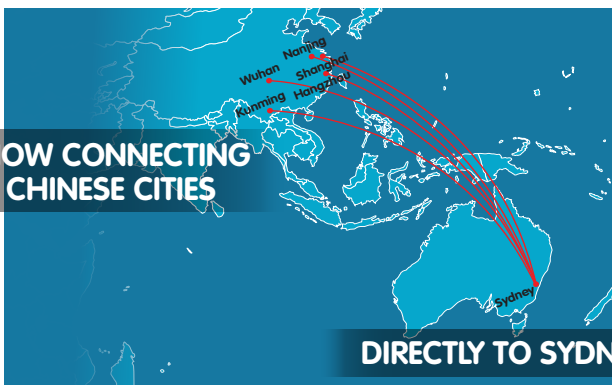 Nanjing
Shanghai
Wuhan
Hangzhou
Kunming
OW CONNECTING
CHINESE CITIES
Sydney
DIRECTLY TO SYDN